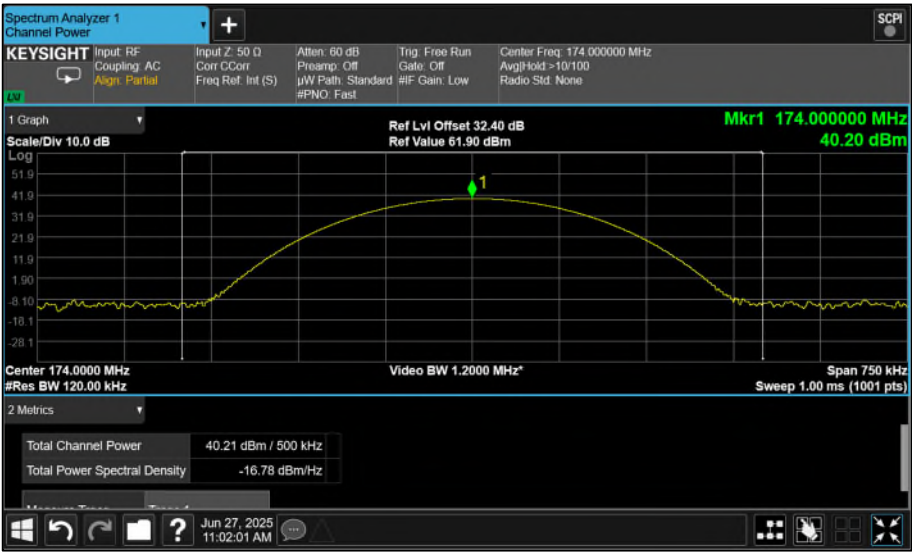 Spectrum Analyzer 1
Channel Power
SCPI
KEYSIGHT
Input: RF
Coupling: AC
Align: Partial
Input Z: 50 Ω
Corr CCorr
Freq Ref: Int (S)
Atten: 60 dB
Preamp: Off
µW Path: Standard
#PNO: Fast
Trig: Free Run
Gate: Off
#IF Gain: Low
Center Freq: 174.000000 MHz
Avg|Hold:>10/100
Radio Std: None
LXI
1 Graph
Scale/Div 10.0 dB
Ref Lvl Offset 32.40 dB
Ref Value 61.90 dBm
Mkr1 174.000000 MHz
40.20 dBm
Log
51.9
41.9
31.9
21.9
11.9
1.90
-8.10
-18.1
-28.1
1
Center 174.0000 MHz
#Res BW 120.00 kHz
Video BW 1.2000 MHz*
Span 750 kHz
Sweep 1.00 ms (1001 pts)
2 Metrics
Total Channel Power 40.21 dBm / 500 kHz
Total Power Spectral Density -16.78 dBm/Hz
Jun 27, 2025
11:02:01 AM